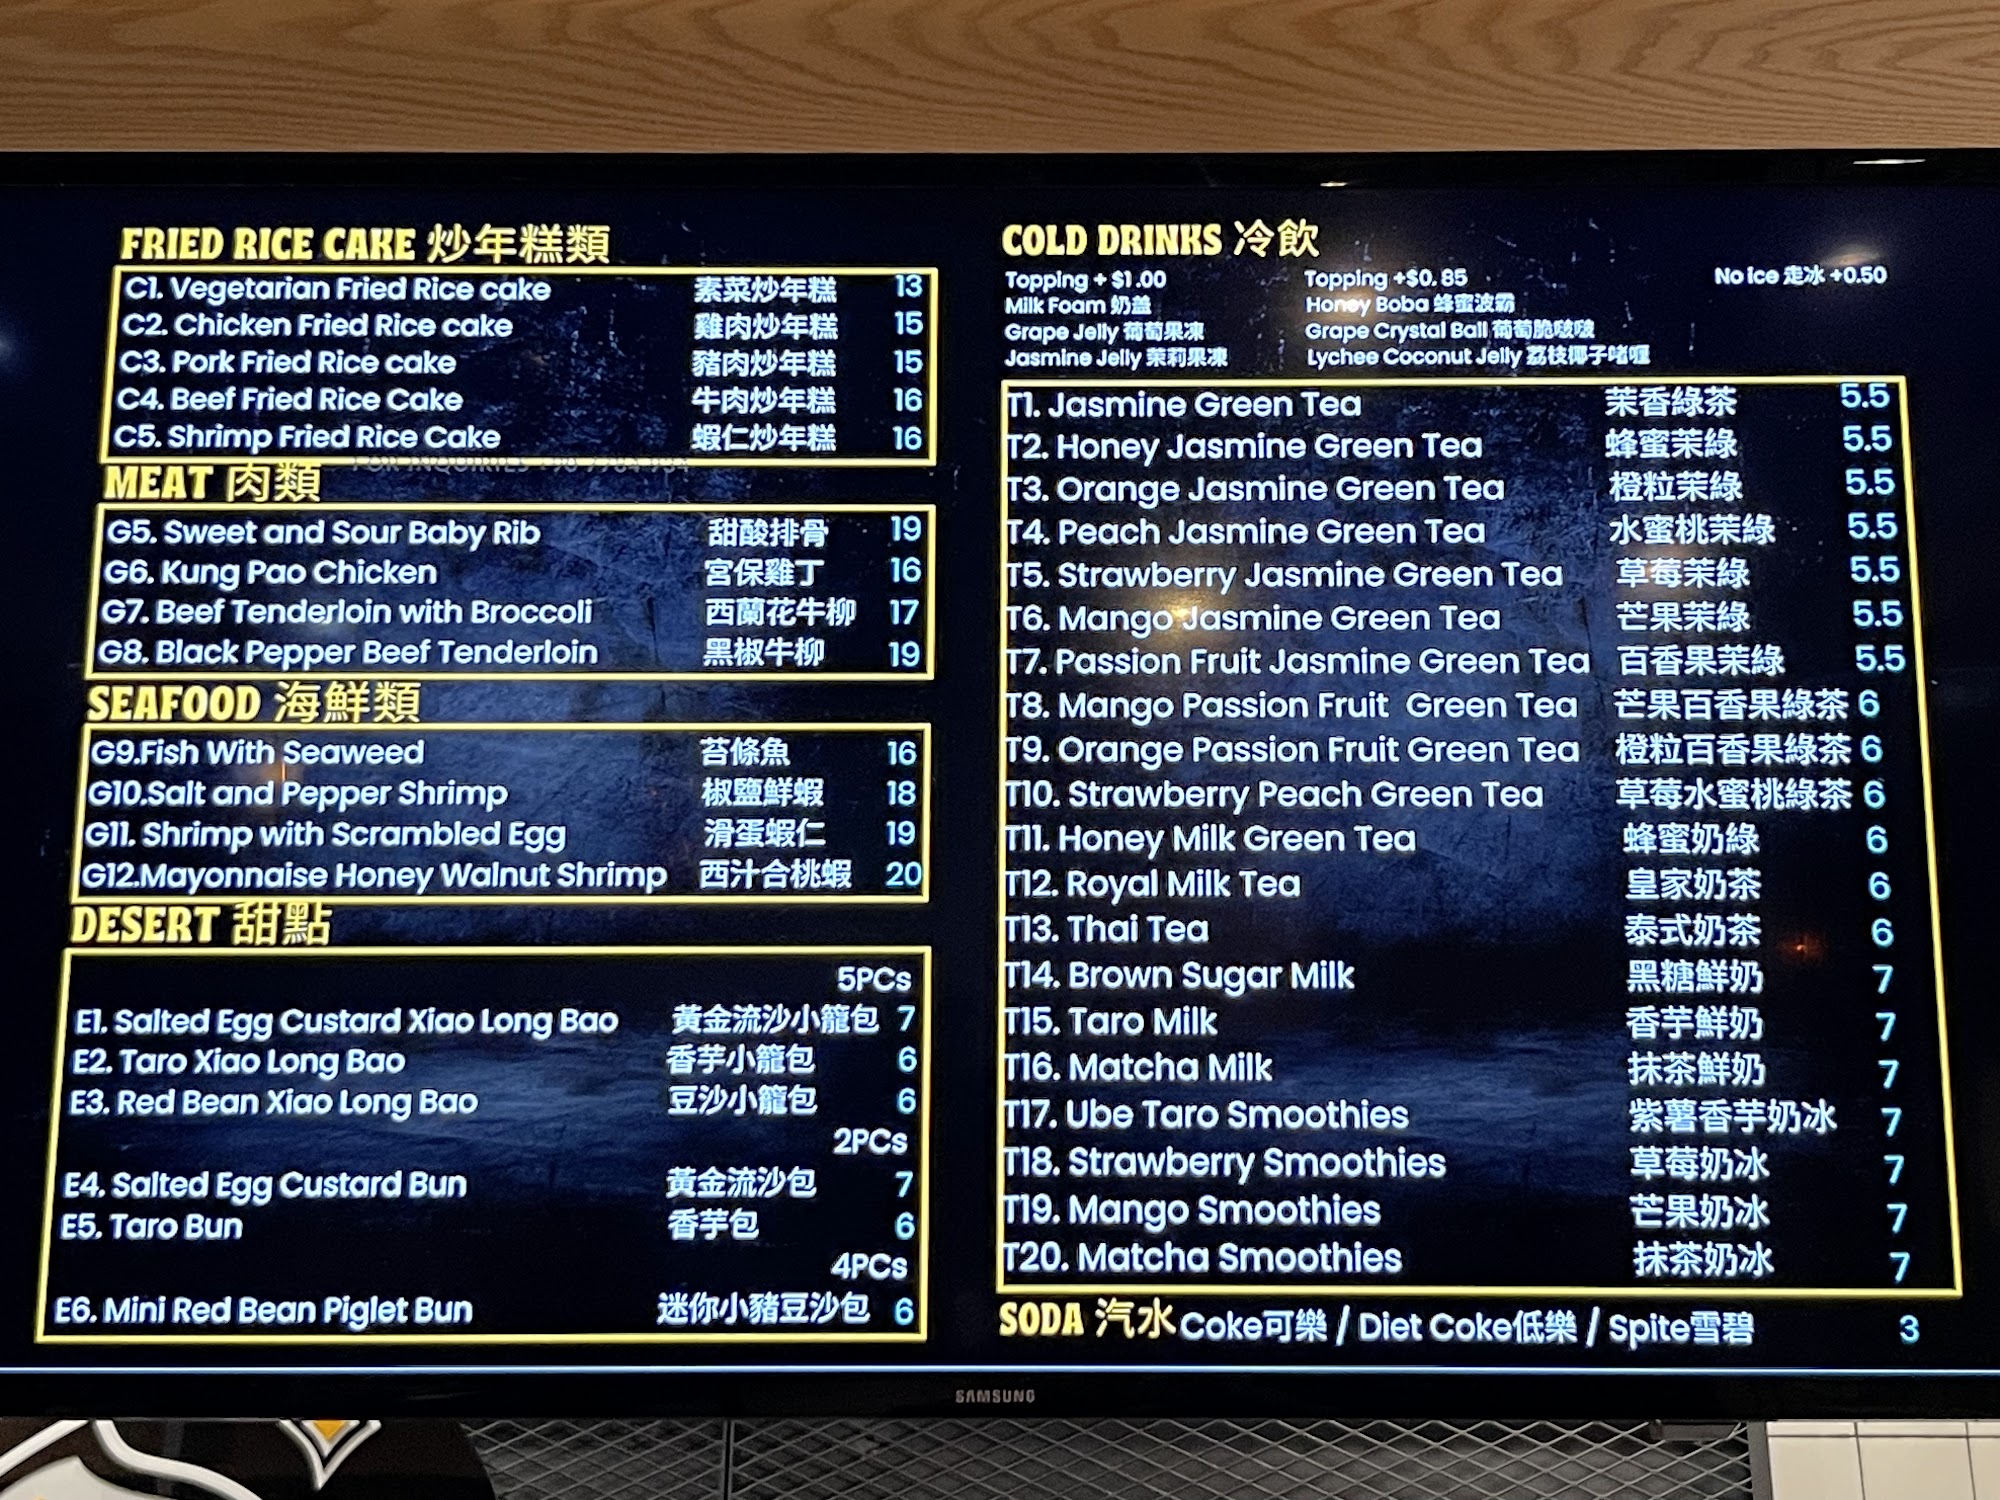 FRIED RICE CAKE 炒年糕類
C1. Vegetarian Fried Rice cake 素菜炒年糕 13
C2. Chicken Fried Rice cake 雞肉炒年糕 15
C3. Pork Fried Rice cake 豬肉炒年糕 15
C4. Beef Fried Rice Cake 牛肉炒年糕 16
C5. Shrimp Fried Rice Cake 蝦仁炒年糕 16
MEAT 肉類
G5. Sweet and Sour Baby Rib 甜酸排骨 19
G6. Kung Pao Chicken 宮保雞丁 16
G7. Beef Tenderloin with Broccoli 西蘭花牛柳 17
G8. Black Pepper Beef Tenderloin 黑椒牛柳 19
SEAFOOD 海鮮類
G9.Fish With Seaweed 苔條魚 16
G10.Salt and Pepper Shrimp 椒鹽鮮蝦 18
G11. Shrimp with Scrambled Egg 滑蛋蝦仁 19
G12.Mayonnaise Honey Walnut Shrimp 西汁合桃蝦 20
DESERT 甜點
5PCs
E1. Salted Egg Custard Xiao Long Bao 黃金流沙小籠包 7
E2. Taro Xiao Long Bao 香芋小籠包 6
E3. Red Bean Xiao Long Bao 豆沙小籠包 6
2PCs
E4. Salted Egg Custard Bun 黃金流沙包 7
E5. Taro Bun 香芋包 6
4PCs
E6. Mini Red Bean Piglet Bun 迷你小豬豆沙包 6
COLD DRINKS 冷飲
Topping + $1.00
Milk Foam 奶盖
Grape Jelly 葡萄果凍
Jasmine Jelly 茉莉果凍
Topping +$0.85
Honey Boba 蜂蜜波霸
Grape Crystal Ball 葡萄脆啵啵
Lychee Coconut Jelly 荔枝椰子啫喱
No ice 走冰 +0.50
T1. Jasmine Green Tea 茉香綠茶 5.5
T2. Honey Jasmine Green Tea 蜂蜜茉綠 5.5
T3. Orange Jasmine Green Tea 橙粒茉綠 5.5
T4. Peach Jasmine Green Tea 水蜜桃茉綠 5.5
T5. Strawberry Jasmine Green Tea 草莓茉綠 5.5
T6. Mango Jasmine Green Tea 芒果茉綠 5.5
T7. Passion Fruit Jasmine Green Tea 百香果茉綠 5.5
T8. Mango Passion Fruit Green Tea 芒果百香果綠茶 6
T9. Orange Passion Fruit Green Tea 橙粒百香果綠茶 6
T10. Strawberry Peach Green Tea 草莓水蜜桃綠茶 6
T11. Honey Milk Green Tea 蜂蜜奶綠 6
T12. Royal Milk Tea 皇家奶茶 6
T13. Thai Tea 泰式奶茶 6
T14. Brown Sugar Milk 黑糖鮮奶 7
T15. Taro Milk 香芋鮮奶 7
T16. Matcha Milk 抹茶鮮奶 7
T17. Ube Taro Smoothies 紫薯香芋奶冰 7
T18. Strawberry Smoothies 草莓奶冰 7
T19. Mango Smoothies 芒果奶冰 7
T20. Matcha Smoothies 抹茶奶冰 7
SODA 汽水 Coke可樂 / Diet Coke低樂 / Spite雪碧 3
SAMSUNG